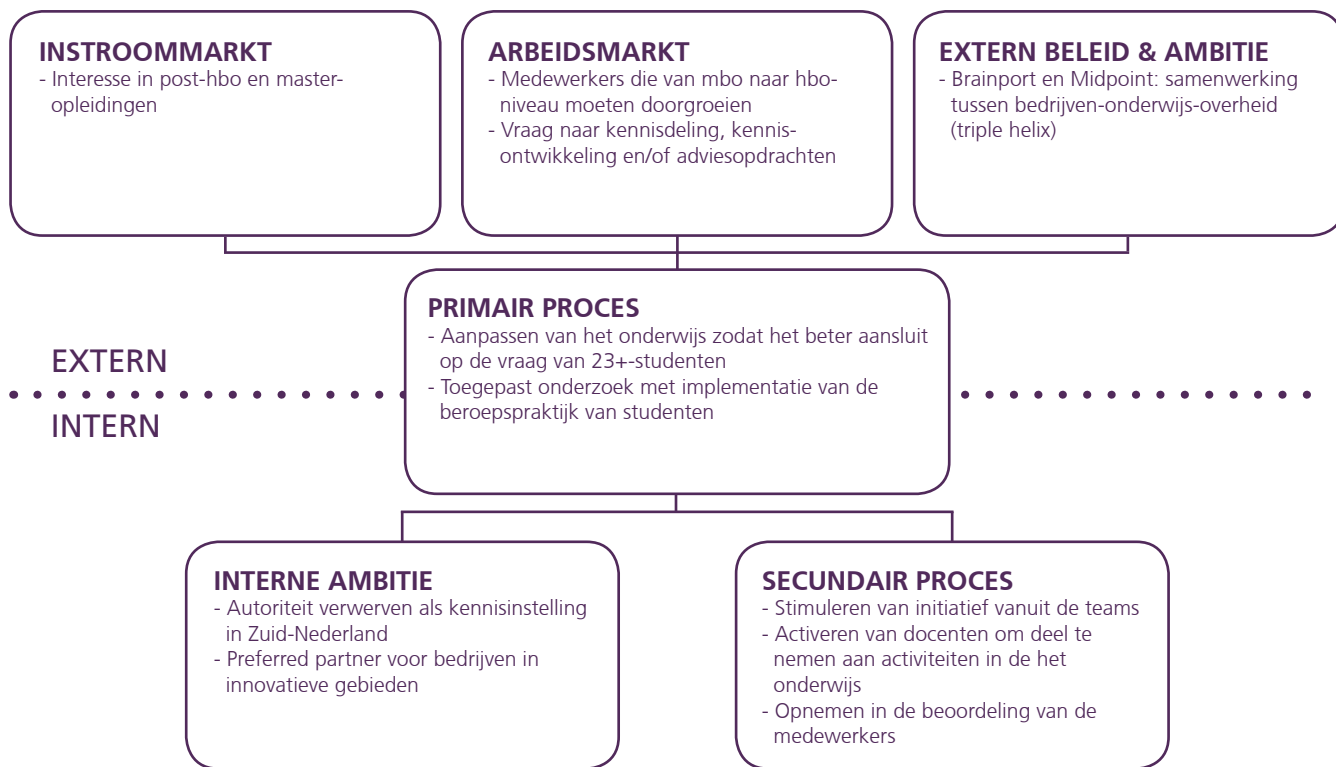 INSTROOMMARKT
- Interesse in post-hbo en master-
opleidingen
ARBEIDSMARKT
- Medewerkers die van mbo naar hbo-
niveau moeten doorgroeien
- Vraag naar kennisdeling, kennis-
ontwikkeling en/of adviesopdrachten
EXTERN BELEID & AMBITIE
- Brainport en Midpoint: samenwerking
tussen bedrijven-onderwijs-overheid
(triple helix)
PRIMAIR PROCES
- Aanpassen van het onderwijs zodat het beter aansluit
op de vraag van 23+-studenten
- Toegepast onderzoek met implementatie van de
beroepspraktijk van studenten
EXTERN
INTERN
INTERNE AMBITIE
- Autoriteit verwerven als kennisinstelling
in Zuid-Nederland
- Preferred partner voor bedrijven in
innovatieve gebieden
SECUNDAIR PROCES
- Stimuleren van initiatief vanuit de teams
- Activeren van docenten om deel te
nemen aan activiteiten in de het
onderwijs
- Opnemen in de beoordeling van de
medewerkers